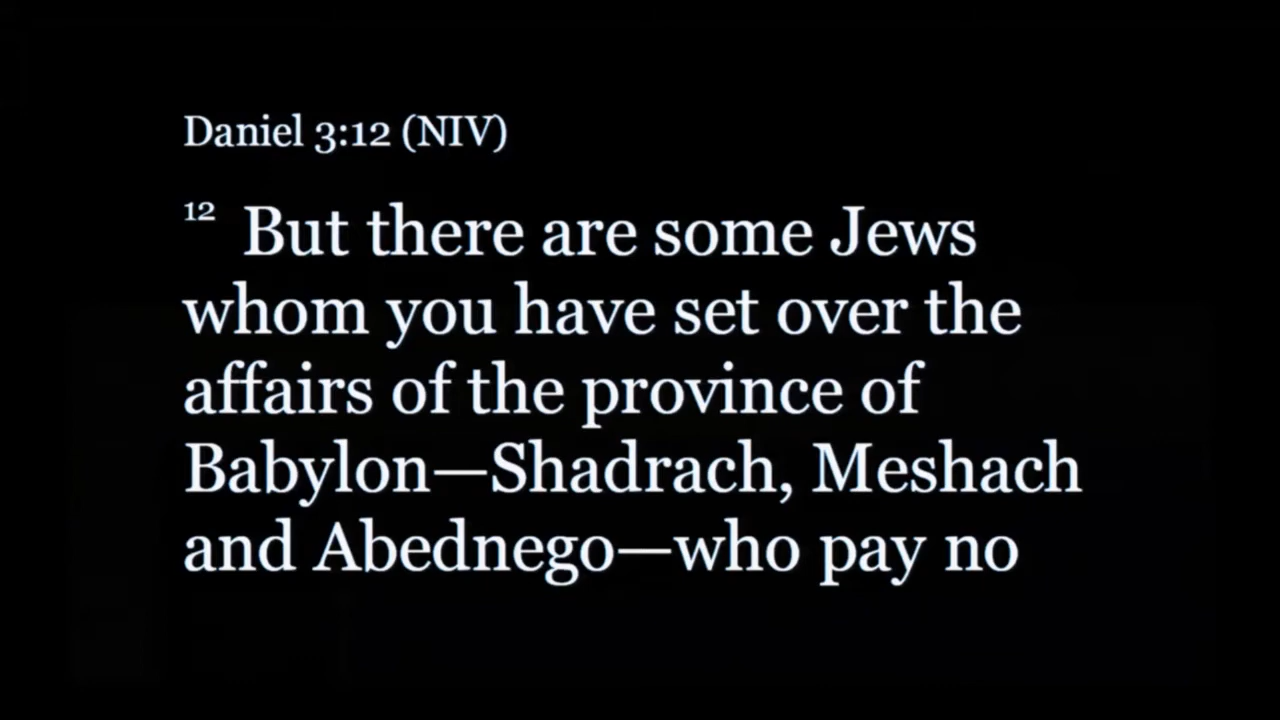 Daniel 3:12 (NIV)
12 But there are some Jews
whom you have set over the
affairs of the province of
Babylon—Shadrach, Meshach
and Abednego—who pay no